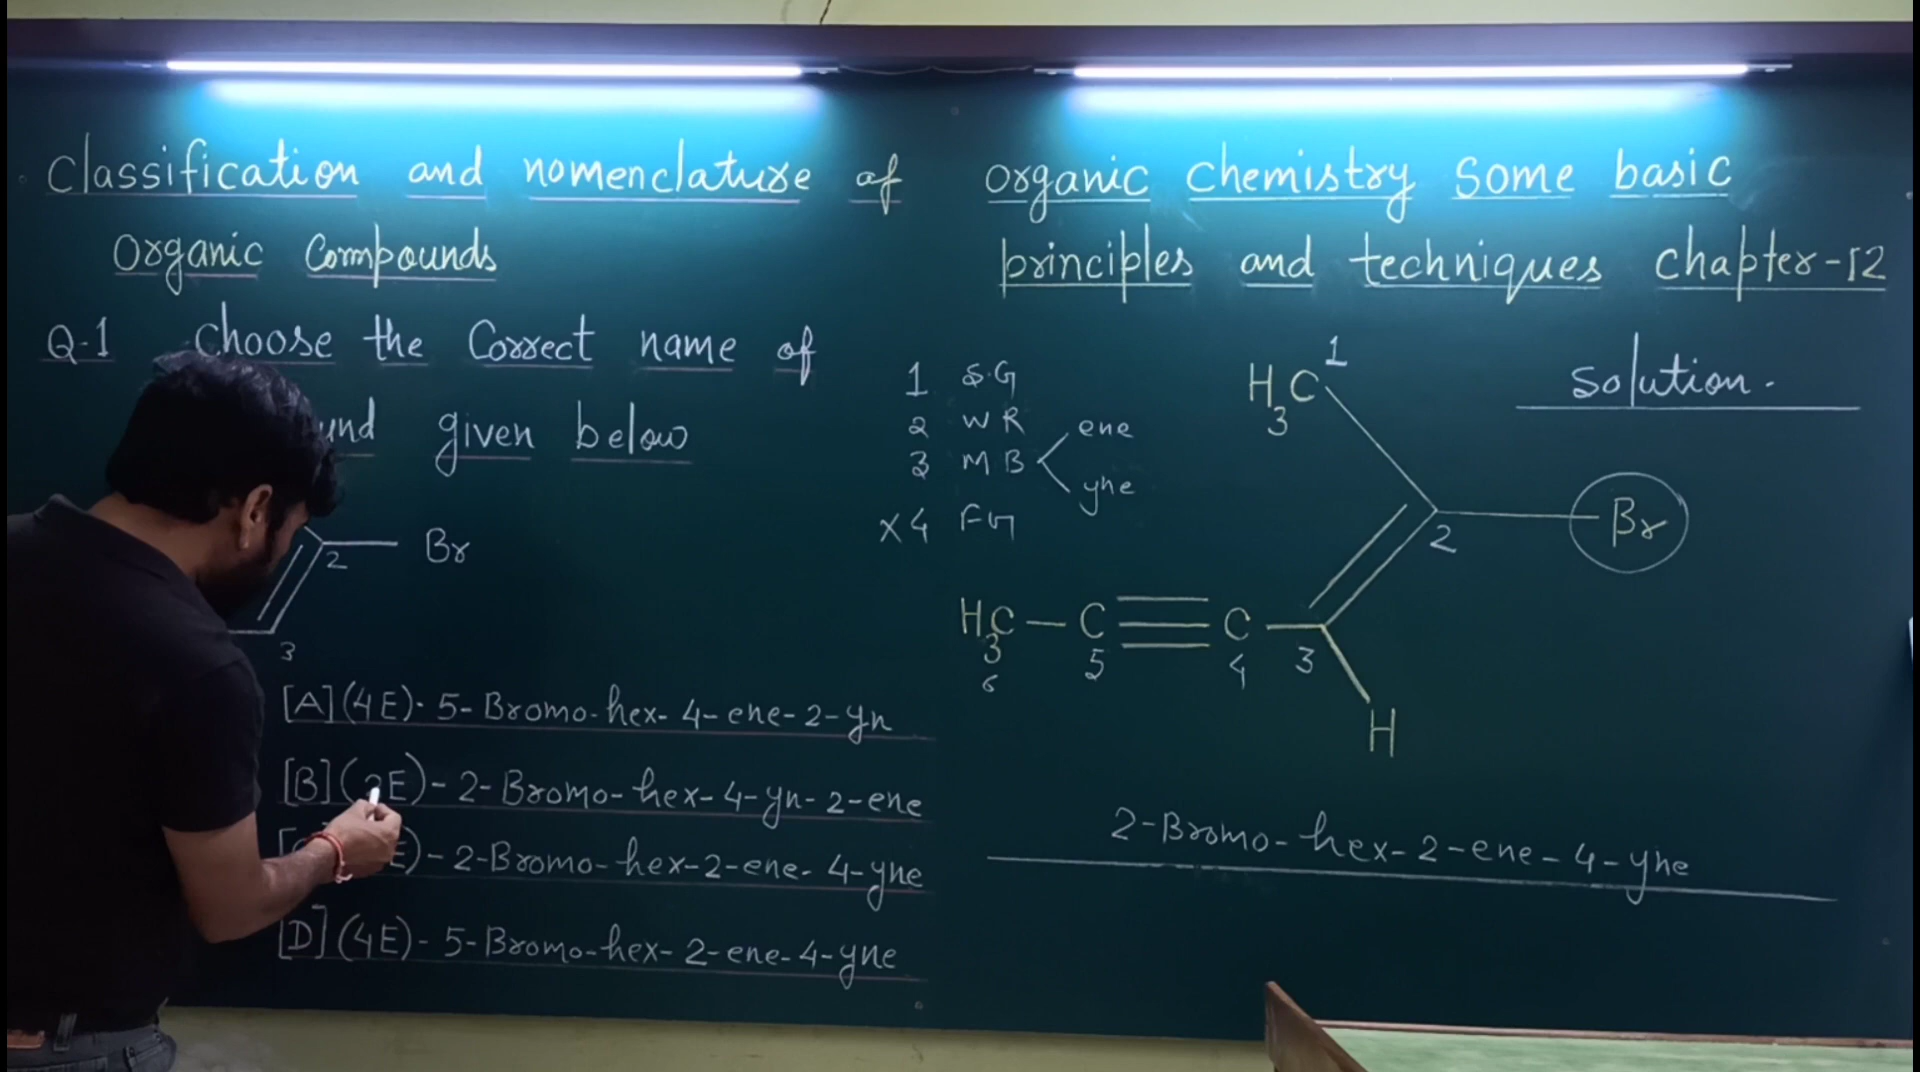 Classification and nomenclature of
Organic Compounds
Q-1 Choose the Correct name of
und given below
2
Br
3
[A] (4E)- 5- Bromo-hex- 4- ene- 2- yn
[B] (2E)- 2- Bromo- hex- 4- yn- 2- ene
E)- 2-Bromo- hex-2-ene- 4-yne
[D] (4E)- 5-Bromo-hex- 2-ene-4-yne
organic chemistry some basic
principles and techniques chapter-12
Solution.
1 S.G
2 W R
3 M B ene
yne
X 4 FG
1
H3C
2
Br
H3C — C ≡ C —
6 5 4 3
H
2-Bromo- hex- 2-ene- 4-yne